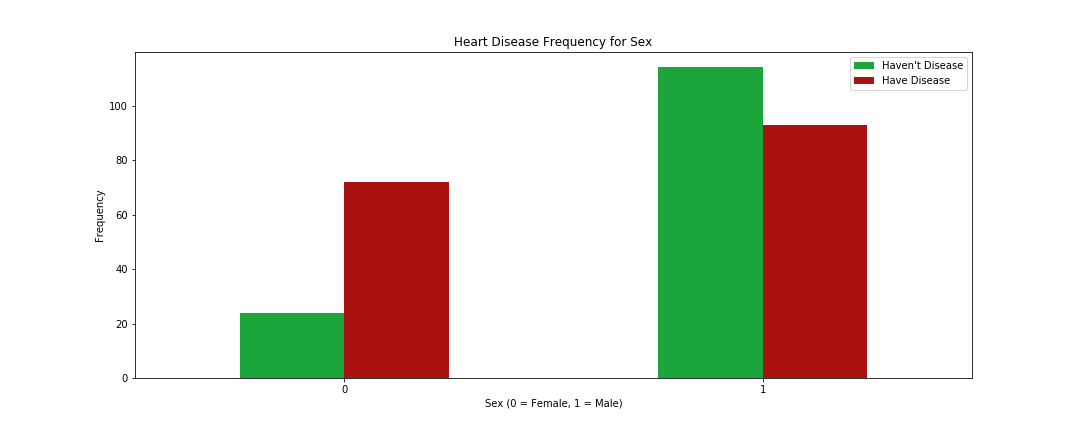 Heart Disease Frequency for Sex
Haven't Disease
Have Disease
100
80
60
40
20
0
Frequency
0
1
Sex (0 = Female, 1 = Male)